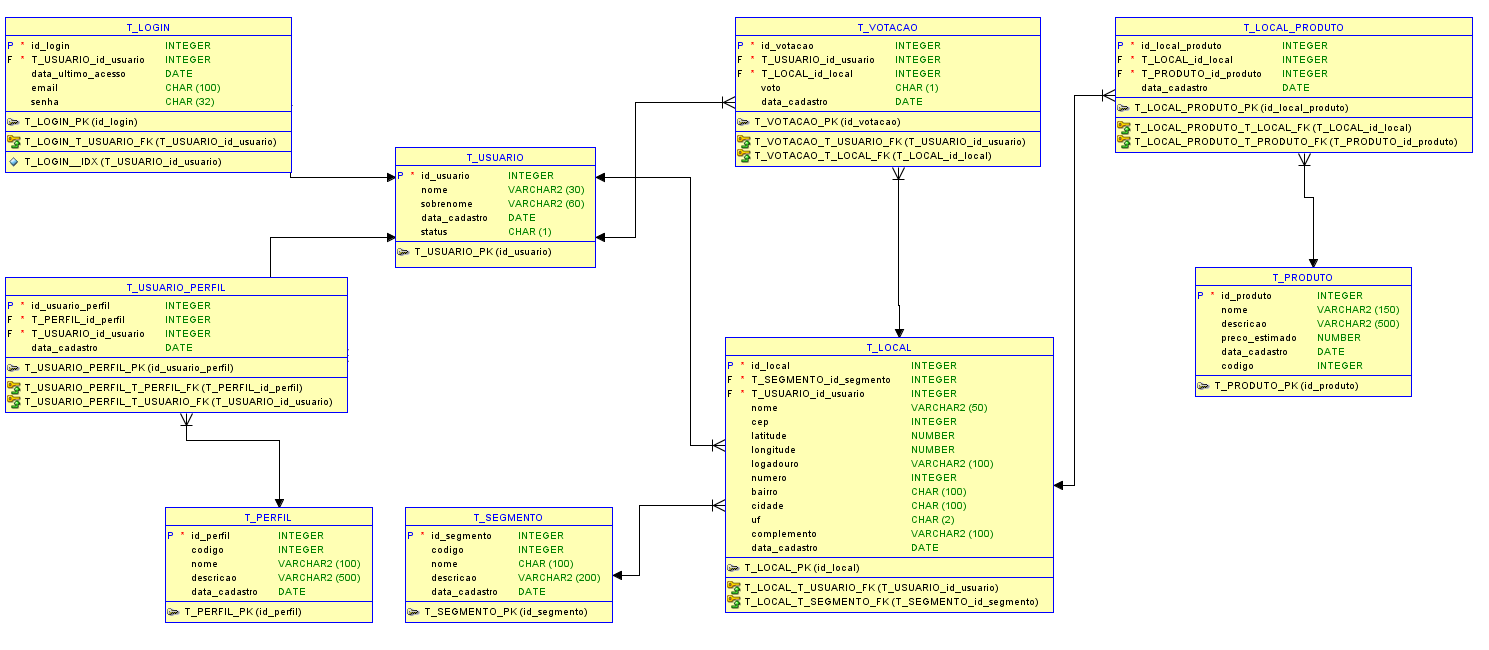 T_LOGIN
P * id_login INTEGER
F * T_USUARIO_id_usuario INTEGER
data_ultimo_acesso DATE
email CHAR (100)
senha CHAR (32)
T_LOGIN_PK (id_login)
T_LOGIN_T_USUARIO_FK (T_USUARIO_id_usuario)
T_LOGIN__IDX (T_USUARIO_id_usuario)
T_USUARIO
P * id_usuario INTEGER
nome VARCHAR2 (30)
sobrenome VARCHAR2 (60)
data_cadastro DATE
status CHAR (1)
T_USUARIO_PK (id_usuario)
T_VOTACAO
P * id_votacao INTEGER
F * T_USUARIO_id_usuario INTEGER
F * T_LOCAL_id_local INTEGER
voto CHAR (1)
data_cadastro DATE
T_VOTACAO_PK (id_votacao)
T_VOTACAO_T_USUARIO_FK (T_USUARIO_id_usuario)
T_VOTACAO_T_LOCAL_FK (T_LOCAL_id_local)
T_LOCAL_PRODUTO
P * id_local_produto INTEGER
F * T_LOCAL_id_local INTEGER
F * T_PRODUTO_id_produto INTEGER
data_cadastro DATE
T_LOCAL_PRODUTO_PK (id_local_produto)
T_LOCAL_PRODUTO_T_LOCAL_FK (T_LOCAL_id_local)
T_LOCAL_PRODUTO_T_PRODUTO_FK (T_PRODUTO_id_produto)
T_USUARIO_PERFIL
P * id_usuario_perfil INTEGER
F * T_PERFIL_id_perfil INTEGER
F * T_USUARIO_id_usuario INTEGER
data_cadastro DATE
T_USUARIO_PERFIL_PK (id_usuario_perfil)
T_USUARIO_PERFIL_T_PERFIL_FK (T_PERFIL_id_perfil)
T_USUARIO_PERFIL_T_USUARIO_FK (T_USUARIO_id_usuario)
T_PRODUTO
P * id_produto INTEGER
nome VARCHAR2 (150)
descricao VARCHAR2 (500)
preco_estimado NUMBER
data_cadastro DATE
codigo INTEGER
T_PRODUTO_PK (id_produto)
T_LOCAL
P * id_local INTEGER
F * T_SEGMENTO_id_segmento INTEGER
F * T_USUARIO_id_usuario INTEGER
nome VARCHAR2 (50)
cep INTEGER
latitude NUMBER
longitude NUMBER
logadouro VARCHAR2 (100)
numero INTEGER
bairro CHAR (100)
cidade CHAR (100)
uf CHAR (2)
complemento VARCHAR2 (100)
data_cadastro DATE
T_LOCAL_PK (id_local)
T_LOCAL_T_USUARIO_FK (T_USUARIO_id_usuario)
T_LOCAL_T_SEGMENTO_FK (T_SEGMENTO_id_segmento)
T_PERFIL
P * id_perfil INTEGER
codigo INTEGER
nome VARCHAR2 (100)
descricao VARCHAR2 (500)
data_cadastro DATE
T_PERFIL_PK (id_perfil)
T_SEGMENTO
P * id_segmento INTEGER
codigo INTEGER
nome CHAR (100)
descricao VARCHAR2 (200)
data_cadastro DATE
T_SEGMENTO_PK (id_segmento)